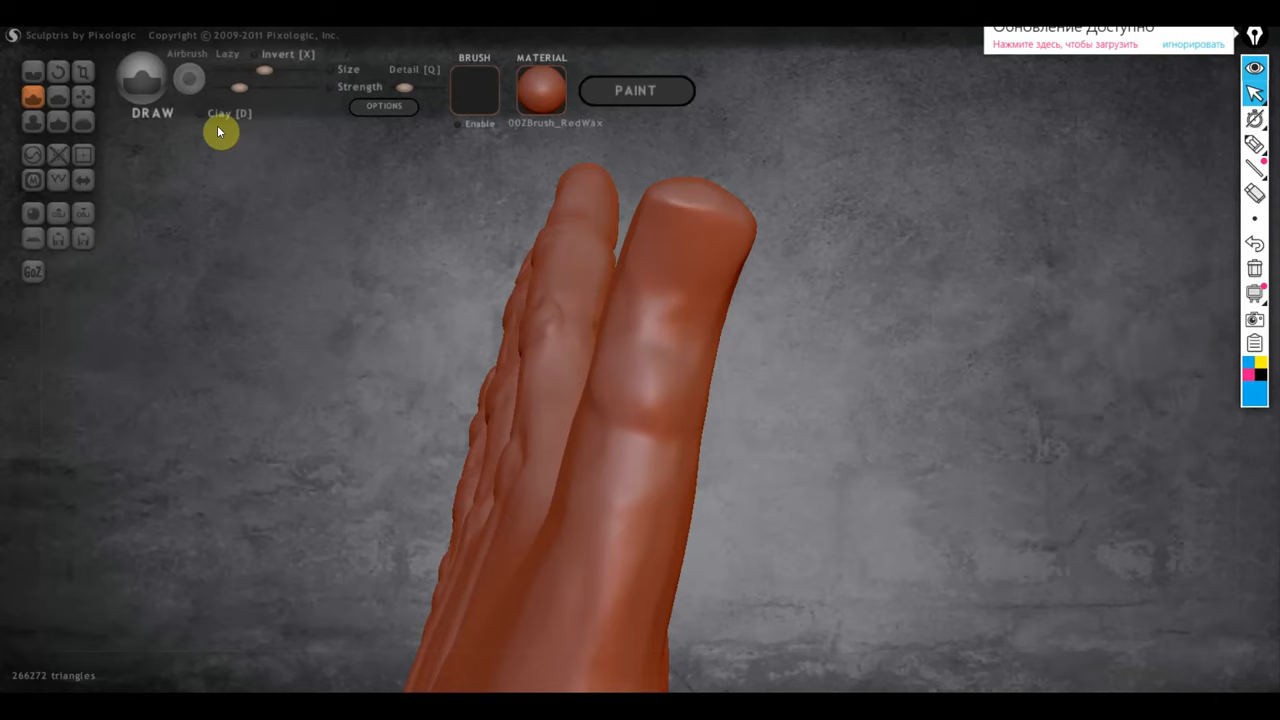 Sculptris by Pixologic Copyright © 2009-2011 Pixologic, Inc.
Обновление Доступно
Нажмите здесь, чтобы загрузить игнорировать
Airbrush Lazy Invert [X]
Size Detail [Q]
Strength
OPTIONS
DRAW
Clay [D]
BRUSH
Enable
MATERIAL
00ZBrush_RedWax
PAINT
GoZ
266272 triangles